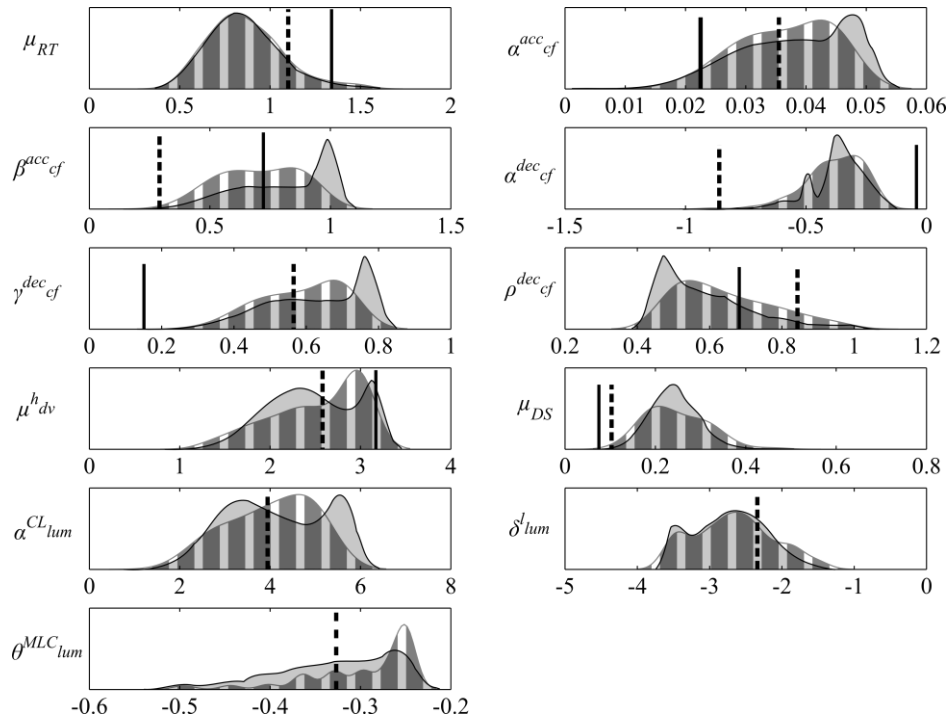 μRT
0 0.5 1 1.5 2
α^acc_cf
0 0.01 0.02 0.03 0.04 0.05 0.06
β^acc_cf
0 0.5 1 1.5
α^dec_cf
-1.5 -1 -0.5 0
γ^dec_cf
0 0.2 0.4 0.6 0.8 1
ρ^dec_cf
0.2 0.4 0.6 0.8 1 1.2
μ^h_dv
0 1 2 3 4
μDS
0 0.2 0.4 0.6 0.8
α^CL_lum
0 2 4 6 8
δ^l_lum
-5 -4 -3 -2 -1 0
θ^MLC_lum
-0.6 -0.5 -0.4 -0.3 -0.2